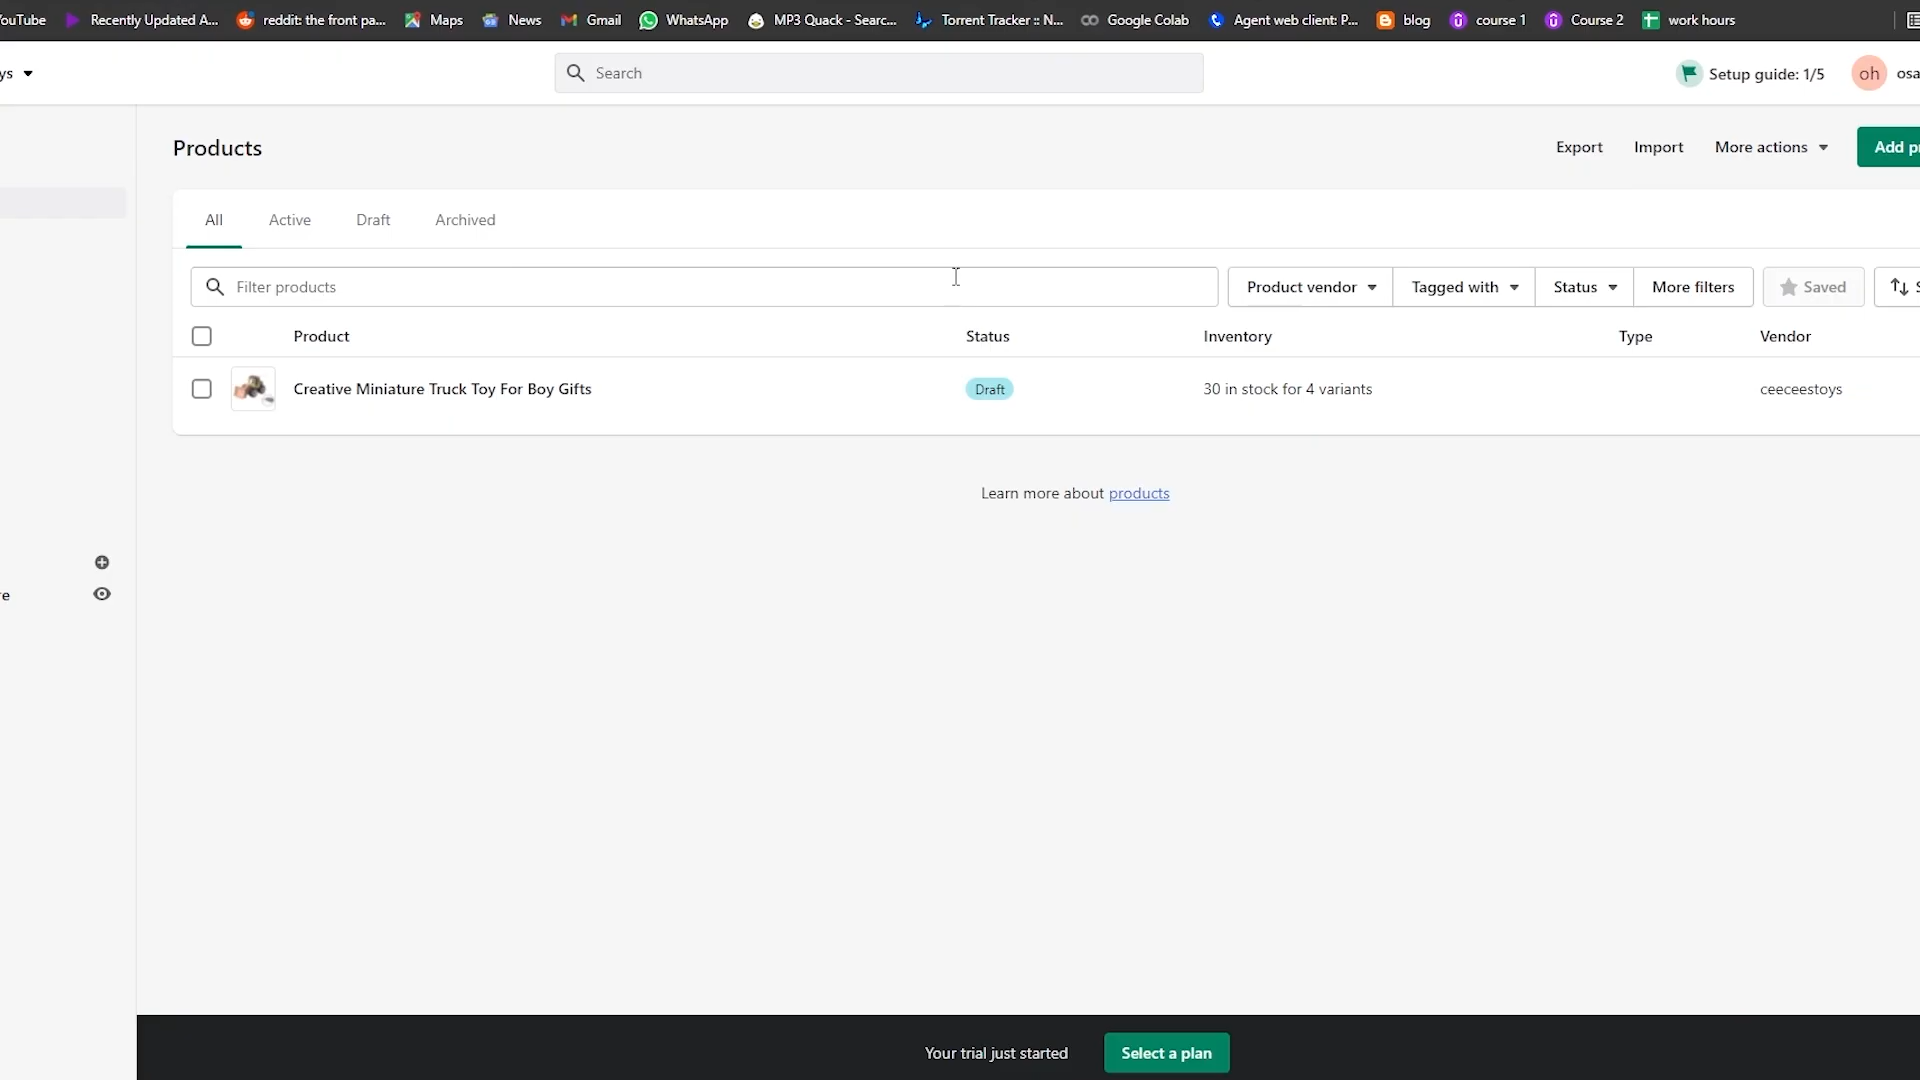 ouTube Recently Updated A... reddit: the front pa... Maps News Gmail WhatsApp MP3 Quack - Searc... Torrent Tracker :: N... Google Colab Agent web client: P... blog course 1 Course 2 work hours
ys Search Setup guide: 1/5 oh osa
Products Export Import More actions Add p
All Active Draft Archived
Filter products Product vendor Tagged with Status More filters Saved S
Product Status Inventory Type Vendor
Creative Miniature Truck Toy For Boy Gifts Draft 30 in stock for 4 variants ceeceestoys
Learn more about products
re
Your trial just started Select a plan